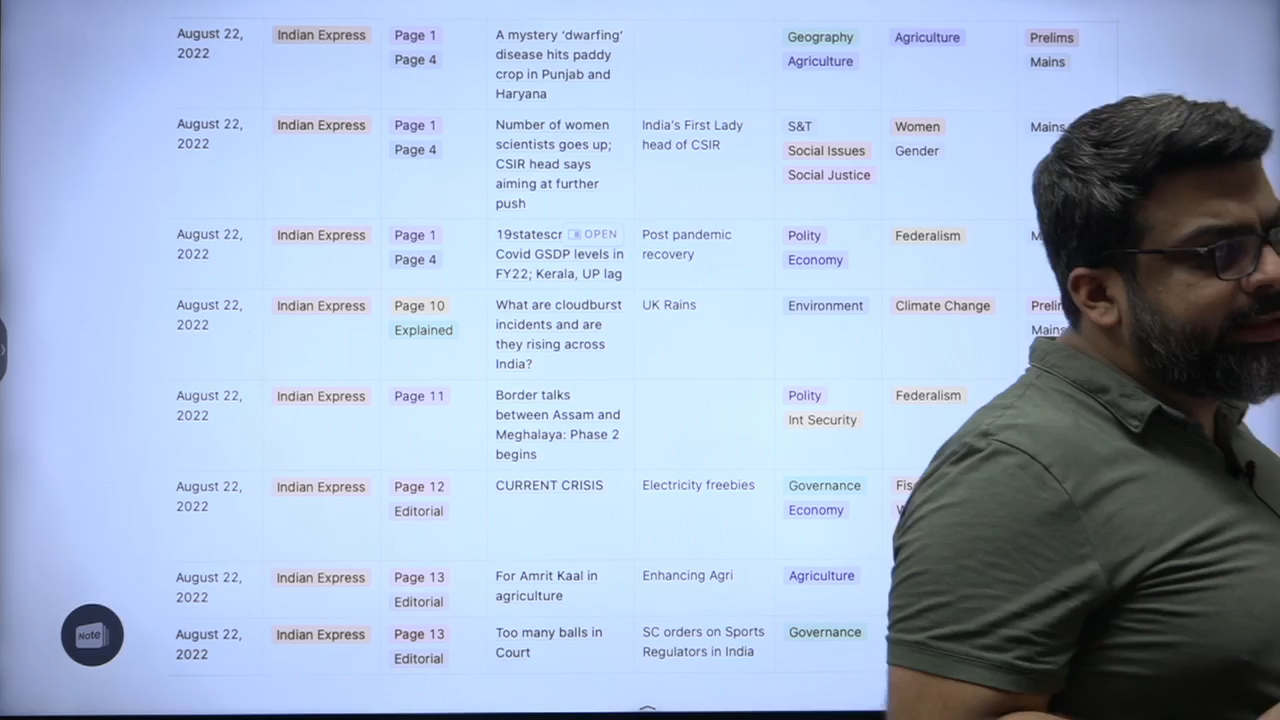 August 22,
2022
Indian Express
Page 1
Page 4
A mystery ‘dwarfing’
disease hits paddy
crop in Punjab and
Haryana
Geography
Agriculture
Agriculture
Prelims
Mains
August 22,
2022
Indian Express
Page 1
Page 4
Number of women
scientists goes up;
CSIR head says
aiming at further
push
India’s First Lady
head of CSIR
S&T
Social Issues
Social Justice
Women
Gender
Mains
August 22,
2022
Indian Express
Page 1
Page 4
19statescr OPEN
Covid GSDP levels in
FY22; Kerala, UP lag
Post pandemic
recovery
Polity
Economy
Federalism
August 22,
2022
Indian Express
Page 10
Explained
What are cloudburst
incidents and are
they rising across
India?
UK Rains
Environment
Climate Change
Prelim
Mains
August 22,
2022
Indian Express
Page 11
Border talks
between Assam and
Meghalaya: Phase 2
begins
Polity
Int Security
Federalism
August 22,
2022
Indian Express
Page 12
Editorial
CURRENT CRISIS
Electricity freebies
Governance
Economy
August 22,
2022
Indian Express
Page 13
Editorial
For Amrit Kaal in
agriculture
Enhancing Agri
Agriculture
August 22,
2022
Indian Express
Page 13
Editorial
Too many balls in
Court
SC orders on Sports
Regulators in India
Governance
Note